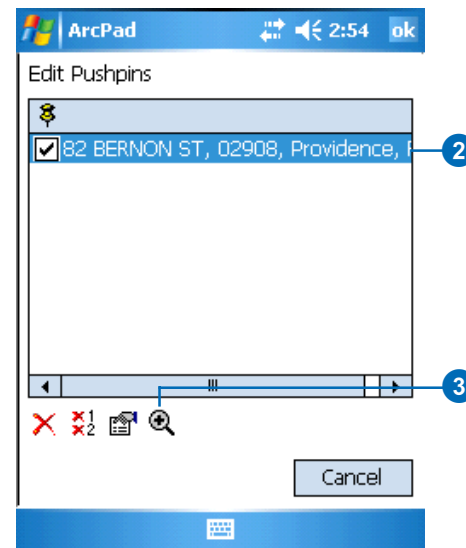 ArcPad 2:54 ok
Edit Pushpins
82 BERNON ST, 02908, Providence,
2
3
Cancel